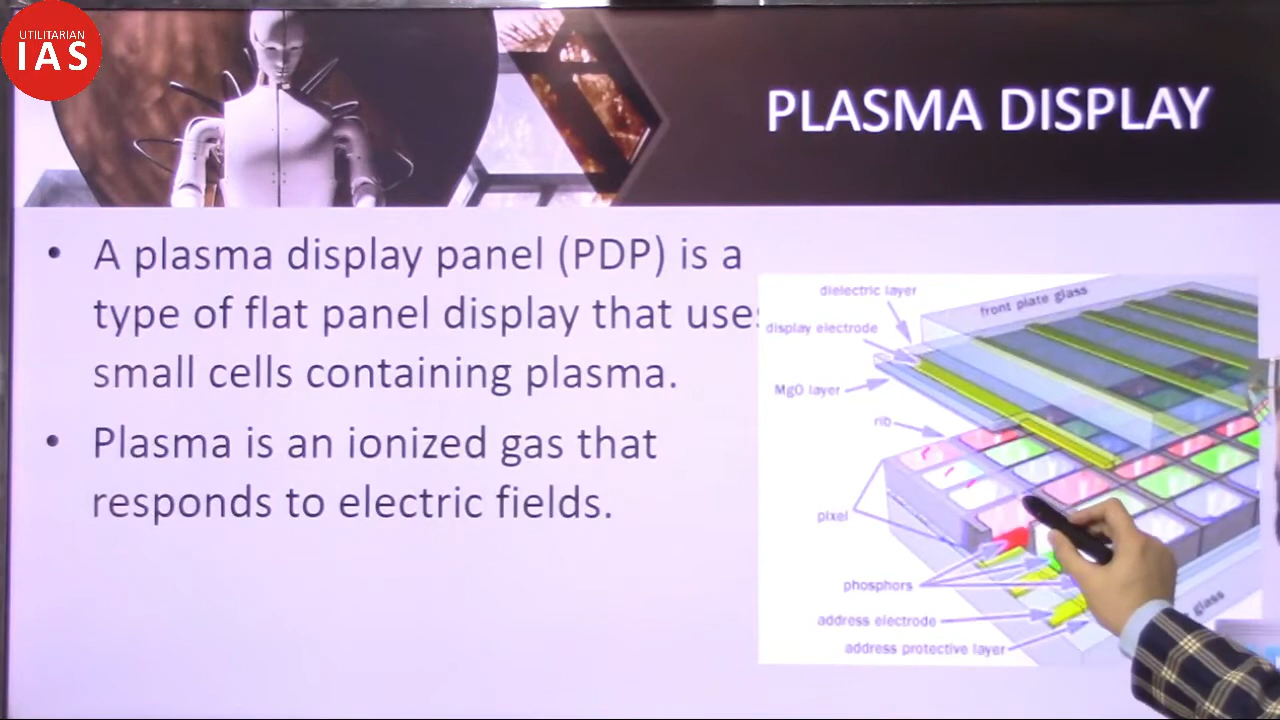 UTILITARIAN
IAS
PLASMA DISPLAY
• A plasma display panel (PDP) is a
type of flat panel display that uses
small cells containing plasma.
• Plasma is an ionized gas that
responds to electric fields.
dielectric layer
front plate glass
display electrode
MgO layer
rib
pixel
phosphors
address electrode
glass
address protective layer